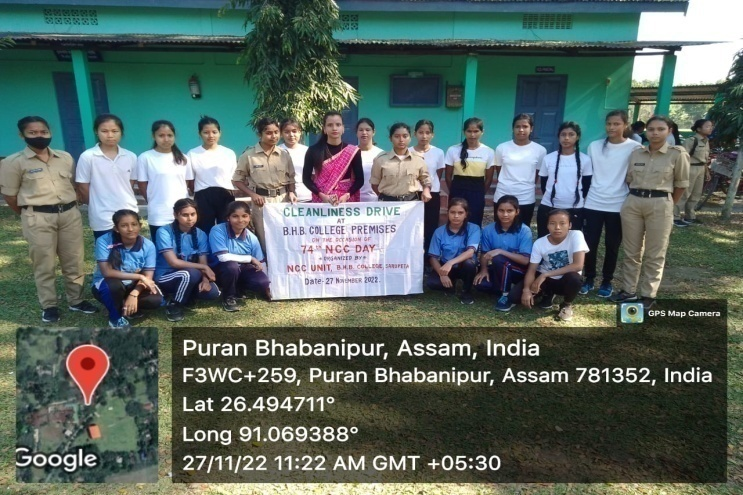 CLEANLINESS DRIVE
AT
B.H.B COLLEGE PREMISES
ON THE OCCASION OF
74TH NCC DAY
ORGANIZED BY
NCC UNIT, B.H.B COLLEGE, SARUPETA
Date- 27 NOVEMBER 2022
GPS Map Camera
Puran Bhabanipur, Assam, India
F3WC+259, Puran Bhabanipur, Assam 781352, India
Lat 26.494711°
Long 91.069388°
27/11/22 11:22 AM GMT +05:30
Google